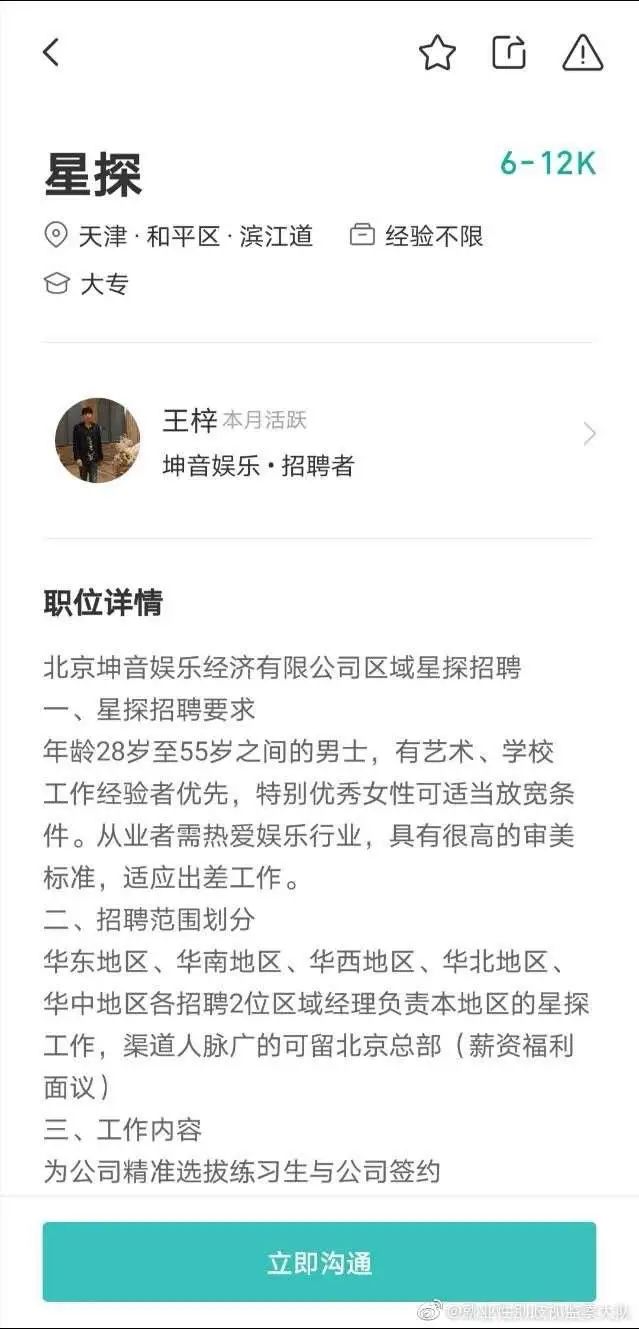 星探
6-12K
天津·和平区·滨江道 经验不限
大专
王梓 本月活跃
坤音娱乐·招聘者
职位详情
北京坤音娱乐经济有限公司区域星探招聘
一、星探招聘要求
年龄28岁至55岁之间的男士，有艺术、学校
工作经验者优先，特别优秀女性可适当放宽条
件。从业者需热爱娱乐行业，具有很高的审美
标准，适应出差工作。
二、招聘范围划分
华东地区、华南地区、华西地区、华北地区、
华中地区各招聘2位区域经理负责本地区的星探
工作，渠道人脉广的可留北京总部（薪资福利
面议）
三、工作内容
为公司精准选拔练习生与公司签约
立即沟通
@就业性别歧视监察大队